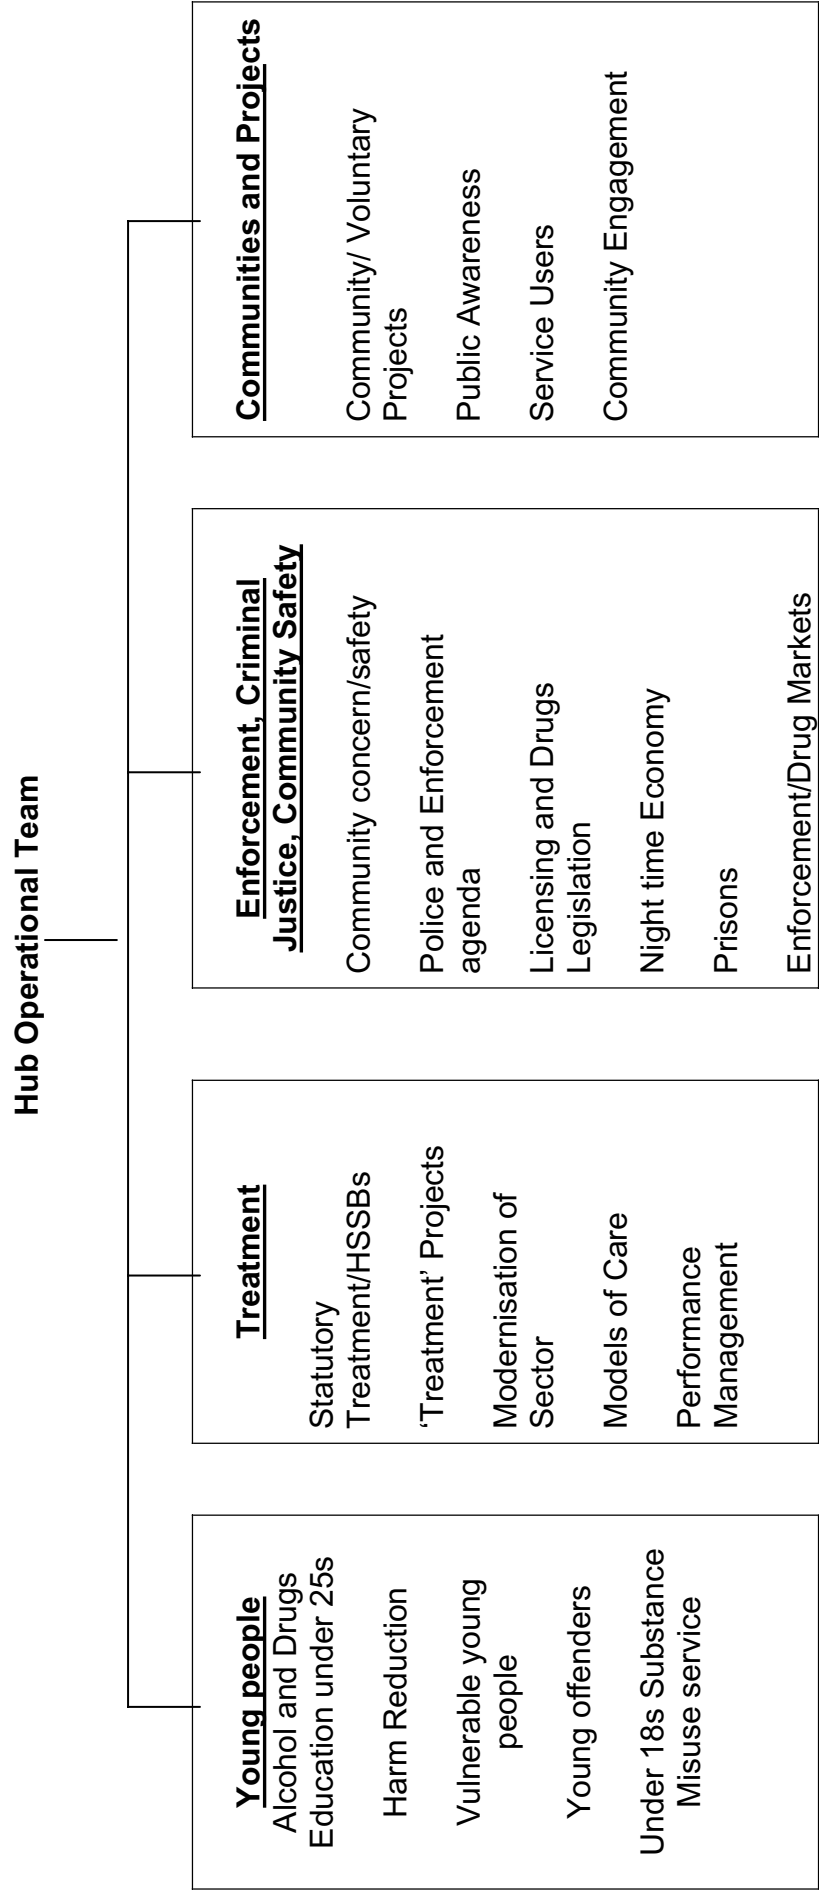 Hub Operational Team
Young people
Alcohol and Drugs
Education under 25s
Harm Reduction
Vulnerable young
people
Young offenders
Under 18s Substance
Misuse service
Treatment
Statutory
Treatment/HSSBs
‘Treatment’ Projects
Modernisation of
Sector
Models of Care
Performance
Management
Enforcement, Criminal
Justice, Community Safety
Community concern/safety
Police and Enforcement
agenda
Licensing and Drugs
Legislation
Night time Economy
Prisons
Enforcement/Drug Markets
Communities and Projects
Community/ Voluntary
Projects
Public Awareness
Service Users
Community Engagement